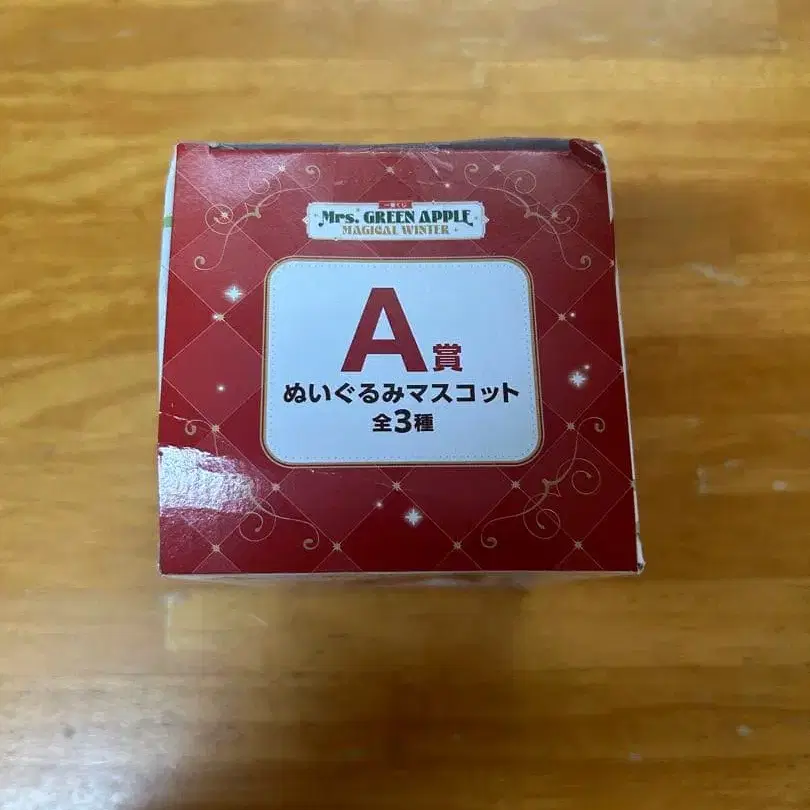 一番くじ
Mrs. GREEN APPLE
MAGICAL WINTER
A賞
ぬいぐるみマスコット
全3種